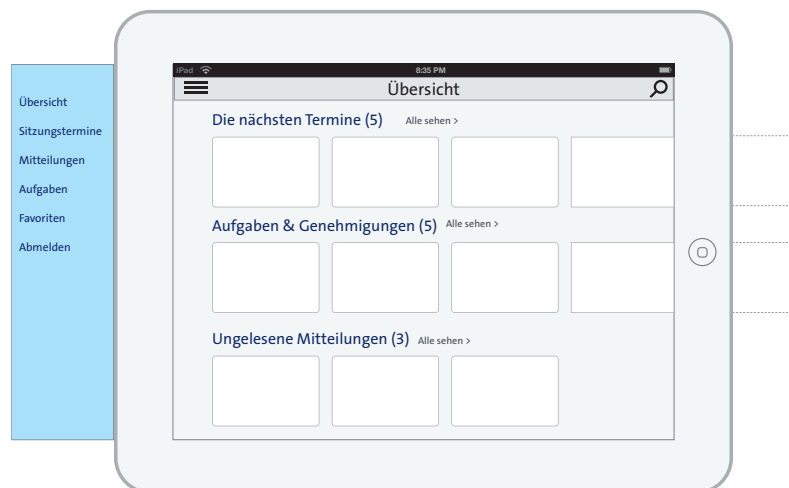 Übersicht
Sitzungstermine
Mitteilungen
Aufgaben
Favoriten
Abmelden
iPad 8:35 PM
Übersicht
Die nächsten Termine (5) Alle sehen >
Aufgaben & Genehmigungen (5) Alle sehen >
Ungelesene Mitteilungen (3) Alle sehen >